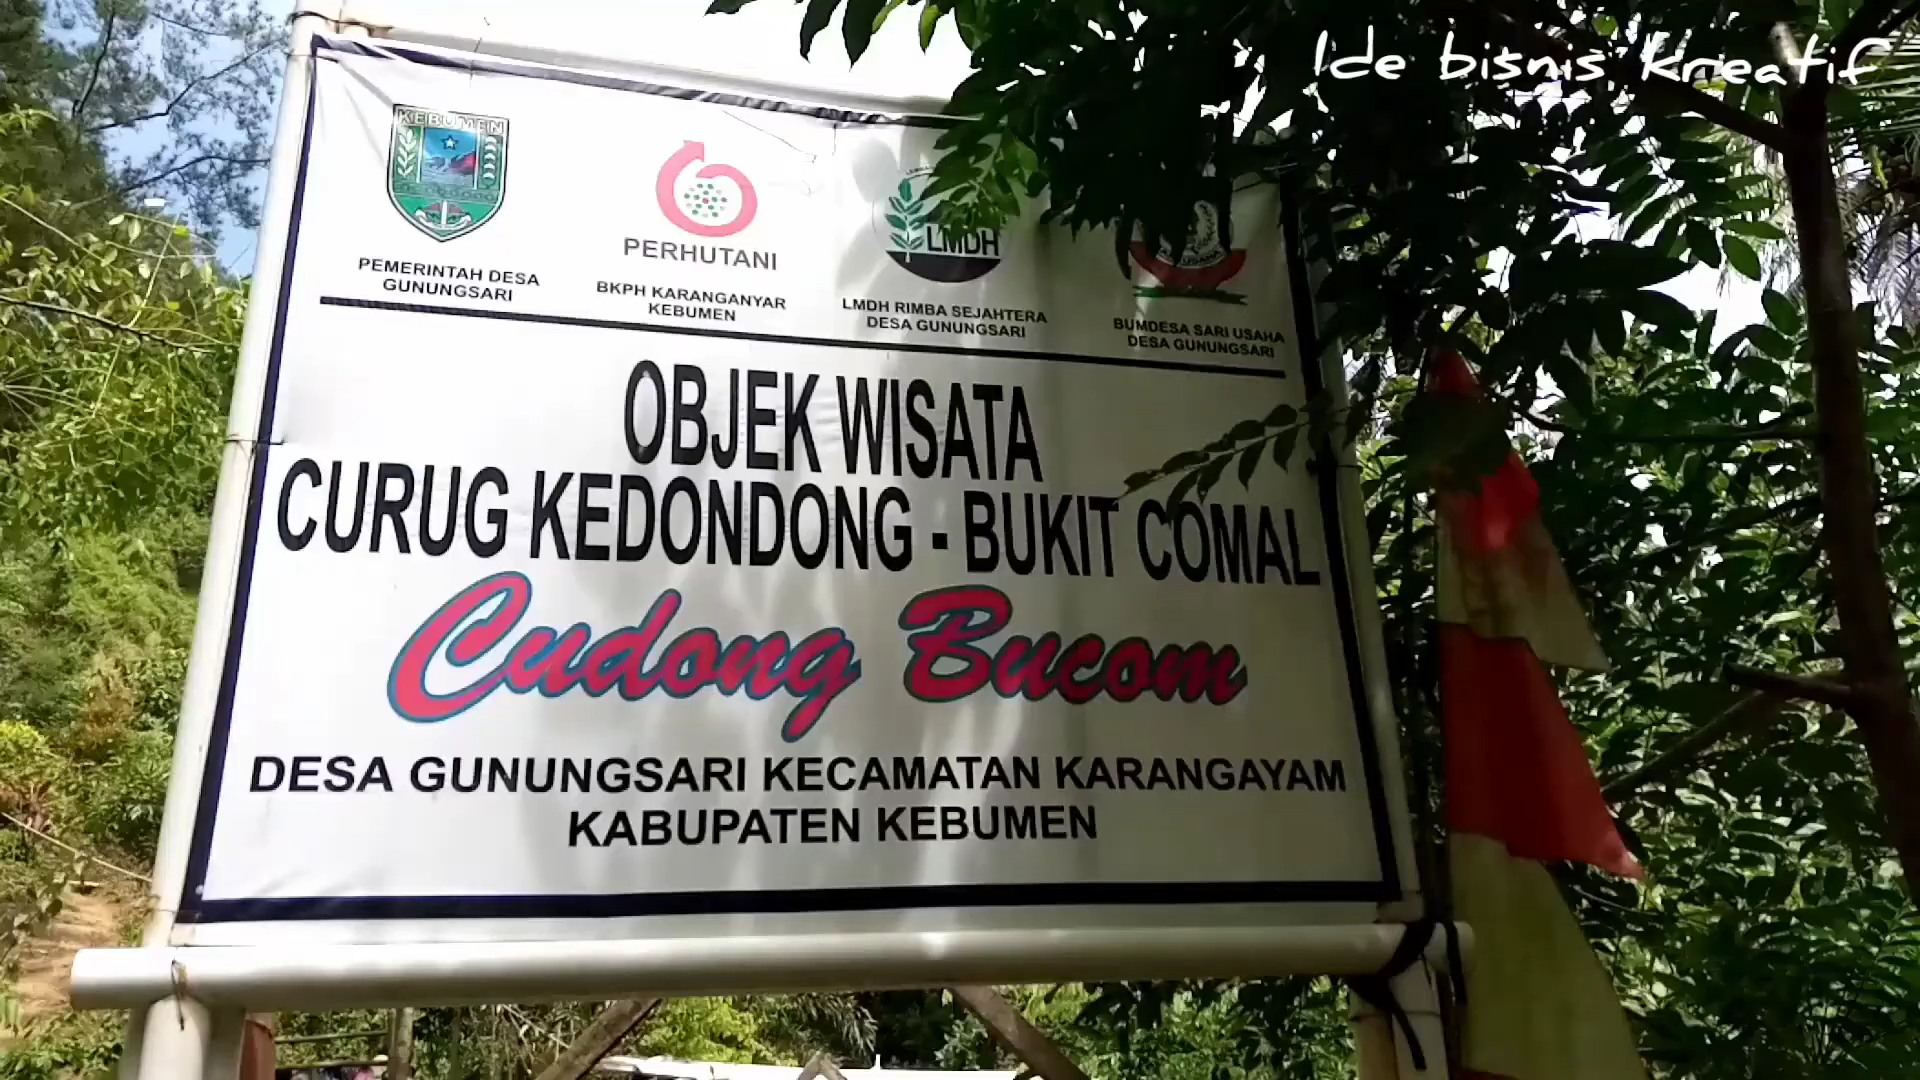 Ide bisnis kreatif
KEBUMEN
PERHUTANI
LMDH
PEMERINTAH DESA
GUNUNGSARI
BKPH KARANGANYAR
KEBUMEN
LMDH RIMBA SEJAHTERA
DESA GUNUNGSARI
BUMDESA SARI USAHA
DESA GUNUNGSARI
OBJEK WISATA
CURUG KEDONDONG - BUKIT COMAL
Cudong Bucom
DESA GUNUNGSARI KECAMATAN KARANGAYAM
KABUPATEN KEBUMEN